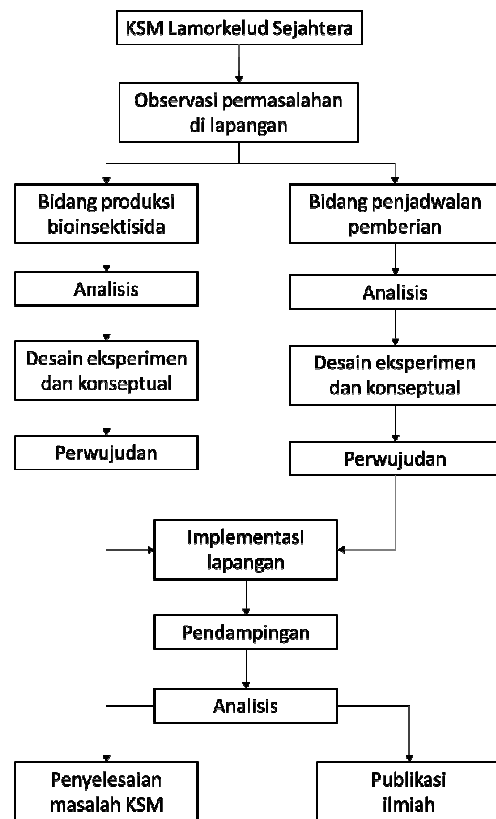 KSM Lamorkelud Sejahtera
Observasi permasalahan
di lapangan
Bidang produksi
bioinsektisida
Bidang penjadwalan
pemberian
Analisis
Analisis
Desain eksperimen
dan konseptual
Desain eksperimen
dan konseptual
Perwujudan
Perwujudan
Implementasi
lapangan
Pendampingan
Analisis
Penyelesaian
masalah KSM
Publikasi
ilmiah